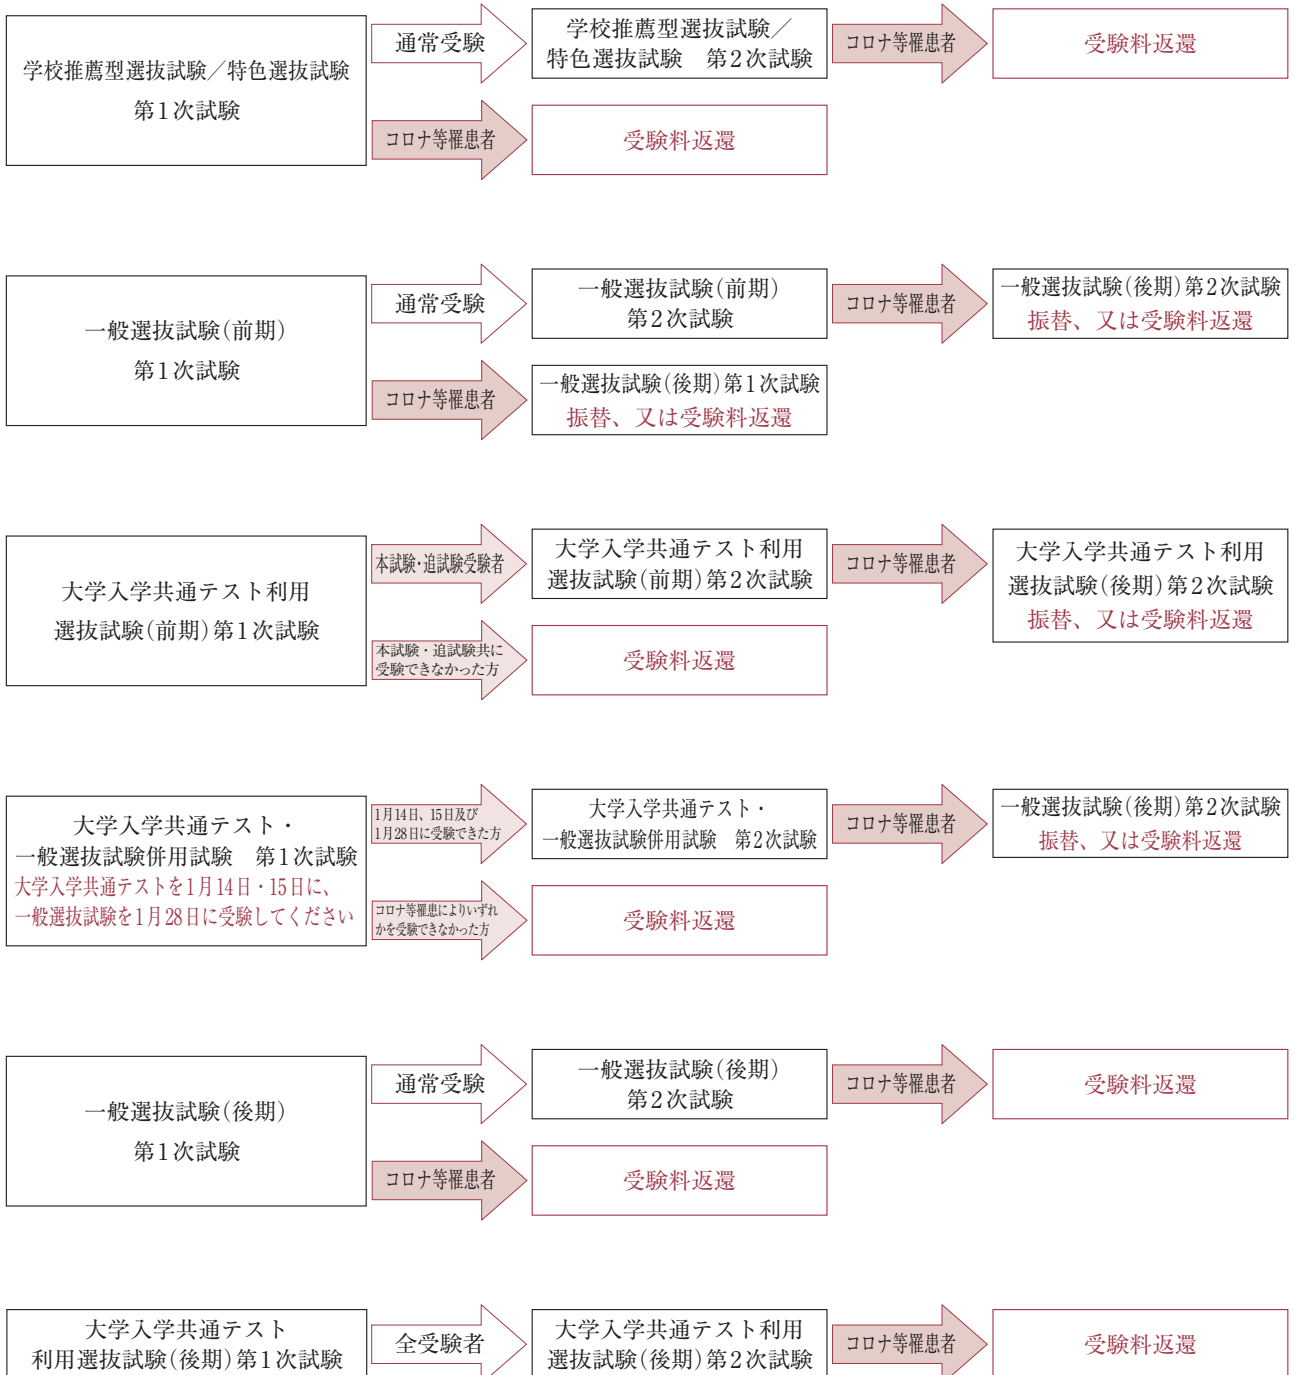 学校推薦型選抜試験／特色選抜試験
第1次試験
通常受験
学校推薦型選抜試験／
特色選抜試験　第2次試験
コロナ等罹患者
受験料返還
コロナ等罹患者
受験料返還
一般選抜試験(前期)
第1次試験
通常受験
一般選抜試験(前期)
第2次試験
コロナ等罹患者
一般選抜試験(後期)第2次試験
振替、又は受験料返還
コロナ等罹患者
一般選抜試験(後期)第1次試験
振替、又は受験料返還
大学入学共通テスト利用
選抜試験(前期)第1次試験
本試験・追試験受験者
大学入学共通テスト利用
選抜試験(前期)第2次試験
コロナ等罹患者
大学入学共通テスト利用
選抜試験(後期)第2次試験
振替、又は受験料返還
本試験・追試験共に
受験できなかった方
受験料返還
大学入学共通テスト・
一般選抜試験併用試験　第1次試験
大学入学共通テストを1月14日・15日に、
一般選抜試験を1月28日に受験してください
1月14日、15日及び
1月28日に受験できた方
大学入学共通テスト・
一般選抜試験併用試験　第2次試験
コロナ等罹患者
一般選抜試験(後期)第2次試験
振替、又は受験料返還
コロナ等罹患によりいずれ
かを受験できなかった方
受験料返還
一般選抜試験(後期)
第1次試験
通常受験
一般選抜試験(後期)
第2次試験
コロナ等罹患者
受験料返還
コロナ等罹患者
受験料返還
大学入学共通テスト
利用選抜試験(後期)第1次試験
全受験者
大学入学共通テスト利用
選抜試験(後期)第2次試験
コロナ等罹患者
受験料返還